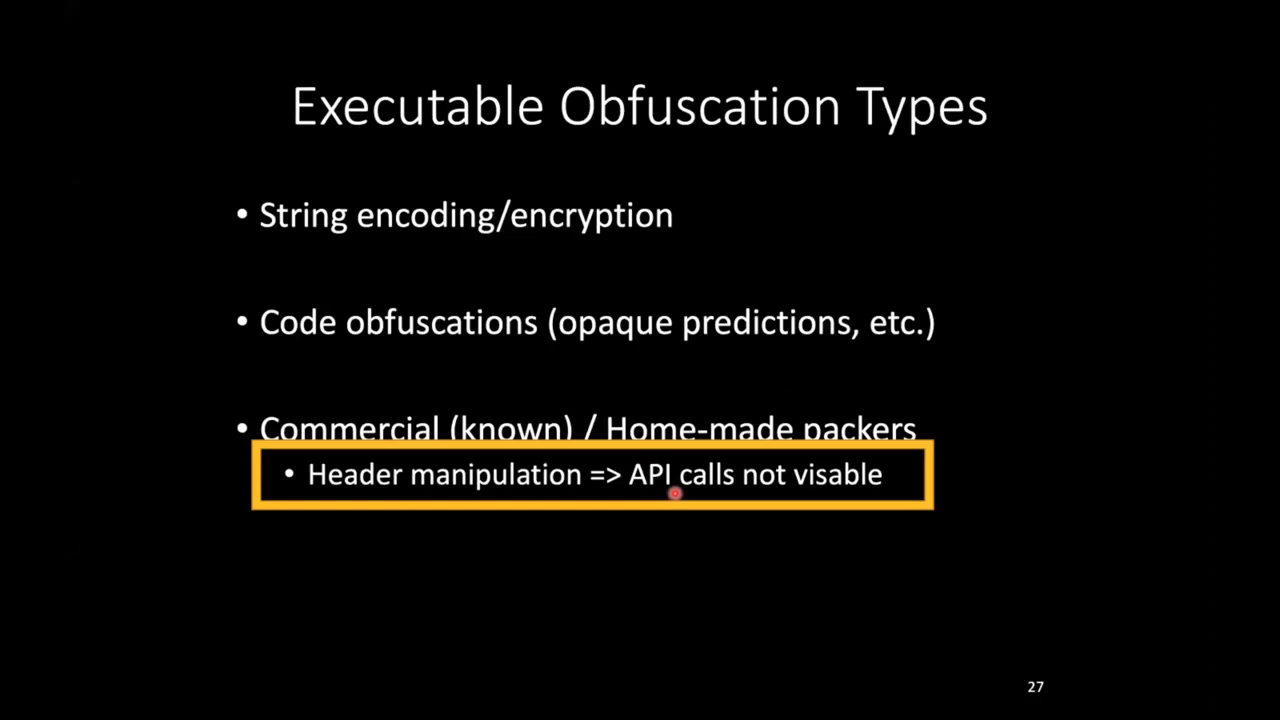 Executable Obfuscation Types
• String encoding/encryption
• Code obfuscations (opaque predictions, etc.)
• Commercial (known) / Home-made packers
• Header manipulation => API calls not visable
27